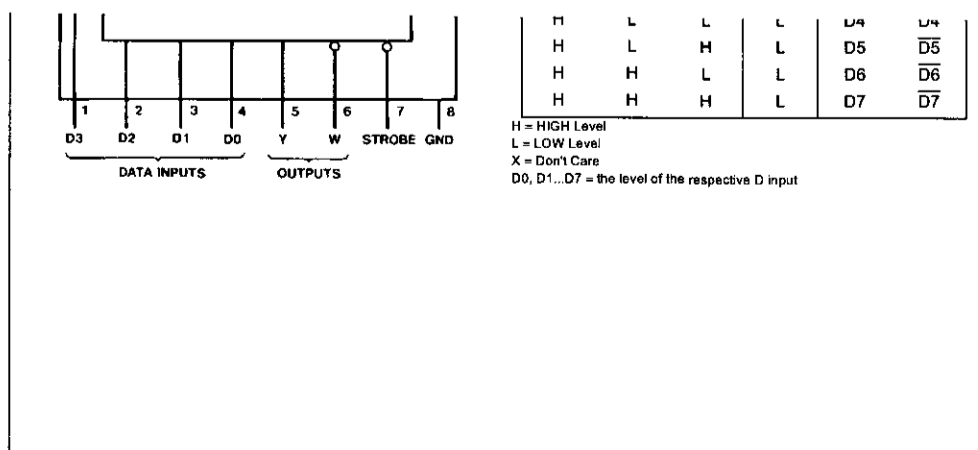 1 2 3 4 5 6 7 8
D3 D2 D1 D0 Y W STROBE GND
DATA INPUTS OUTPUTS
H L L L D4 D4
H L H L D5 D5
H H L L D6 D6
H H H L D7 D7
H = HIGH Level
L = LOW Level
X = Don't Care
D0, D1...D7 = the level of the respective D input